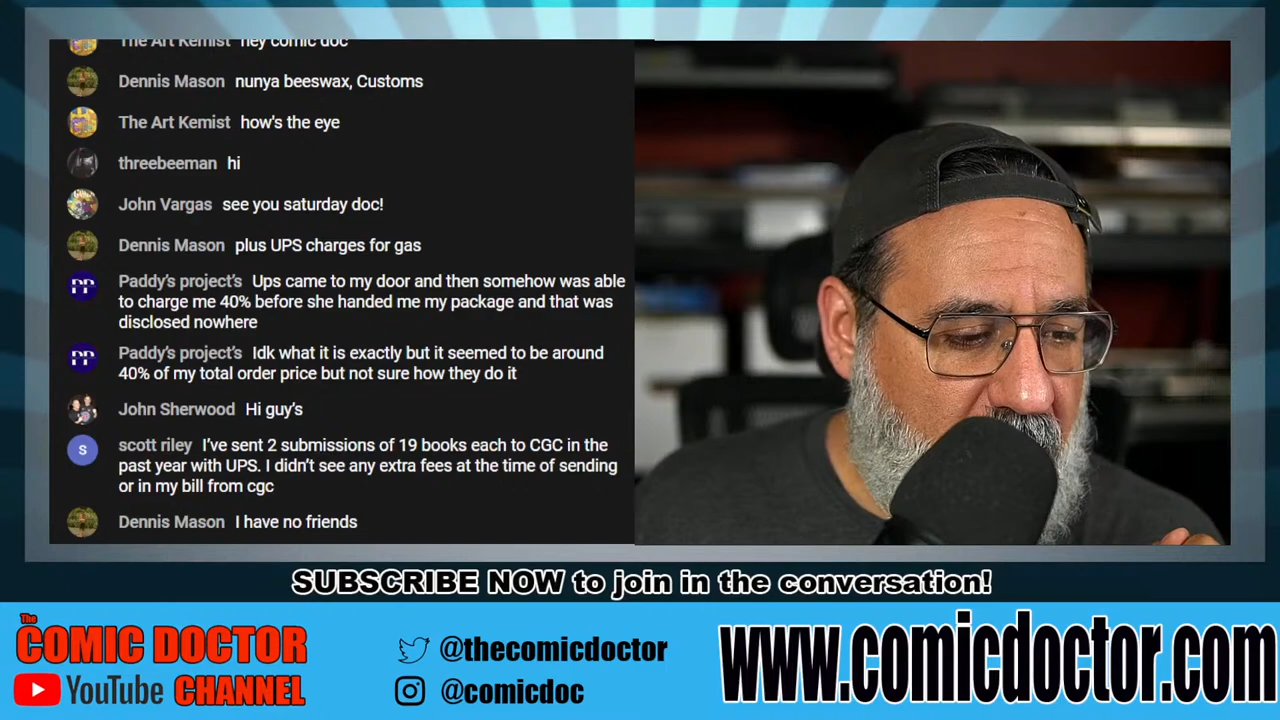 The Art Kemist hey comic doc
Dennis Mason nunya beeswax, Customs
The Art Kemist how's the eye
threebeeman hi
John Vargas see you saturday doc!
Dennis Mason plus UPS charges for gas
Paddy's project's Ups came to my door and then somehow was able
to charge me 40% before she handed me my package and that was
disclosed nowhere
Paddy's project's Idk what it is exactly but it seemed to be around
40% of my total order price but not sure how they do it
John Sherwood Hi guy's
S scott riley I've sent 2 submissions of 19 books each to CGC in the
past year with UPS. I didn't see any extra fees at the time of sending
or in my bill from cgc
Dennis Mason I have no friends
SUBSCRIBE NOW to join in the conversation!
The
COMIC DOCTOR
YouTube CHANNEL
@thecomicdoctor
@comicdoc
www.comicdoctor.com